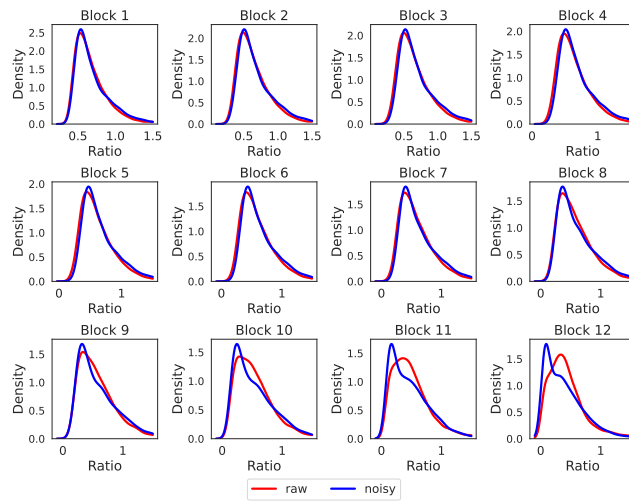 Block 1 Block 2 Block 3 Block 4
Density Density Density Density
2.5 2.0 2.0 2.0
2.0 1.5 1.5 1.5
1.5 1.0 1.0 1.0
1.0 0.5 0.5 0.5
0.5 0.0 0.0 0.0
0.0
0.5 1.0 1.5 0.5 1.0 1.5 0.5 1.0 1.5 0 1
Ratio Ratio Ratio Ratio
Block 5 Block 6 Block 7 Block 8
Density Density Density Density
2.0 1.5 1.5 1.5
1.5 1.0 1.0 1.0
1.0 0.5 0.5 0.5
0.5 0.0 0.0 0.0
0.0
0 1 0 1 0 1 0 1
Ratio Ratio Ratio Ratio
Block 9 Block 10 Block 11 Block 12
Density Density Density Density
1.5 1.5 1.5 1.5
1.0 1.0 1.0 1.0
0.5 0.5 0.5 0.5
0.0 0.0 0.0 0.0
0 1 0 1 0 1 0 1
Ratio Ratio Ratio Ratio
raw noisy